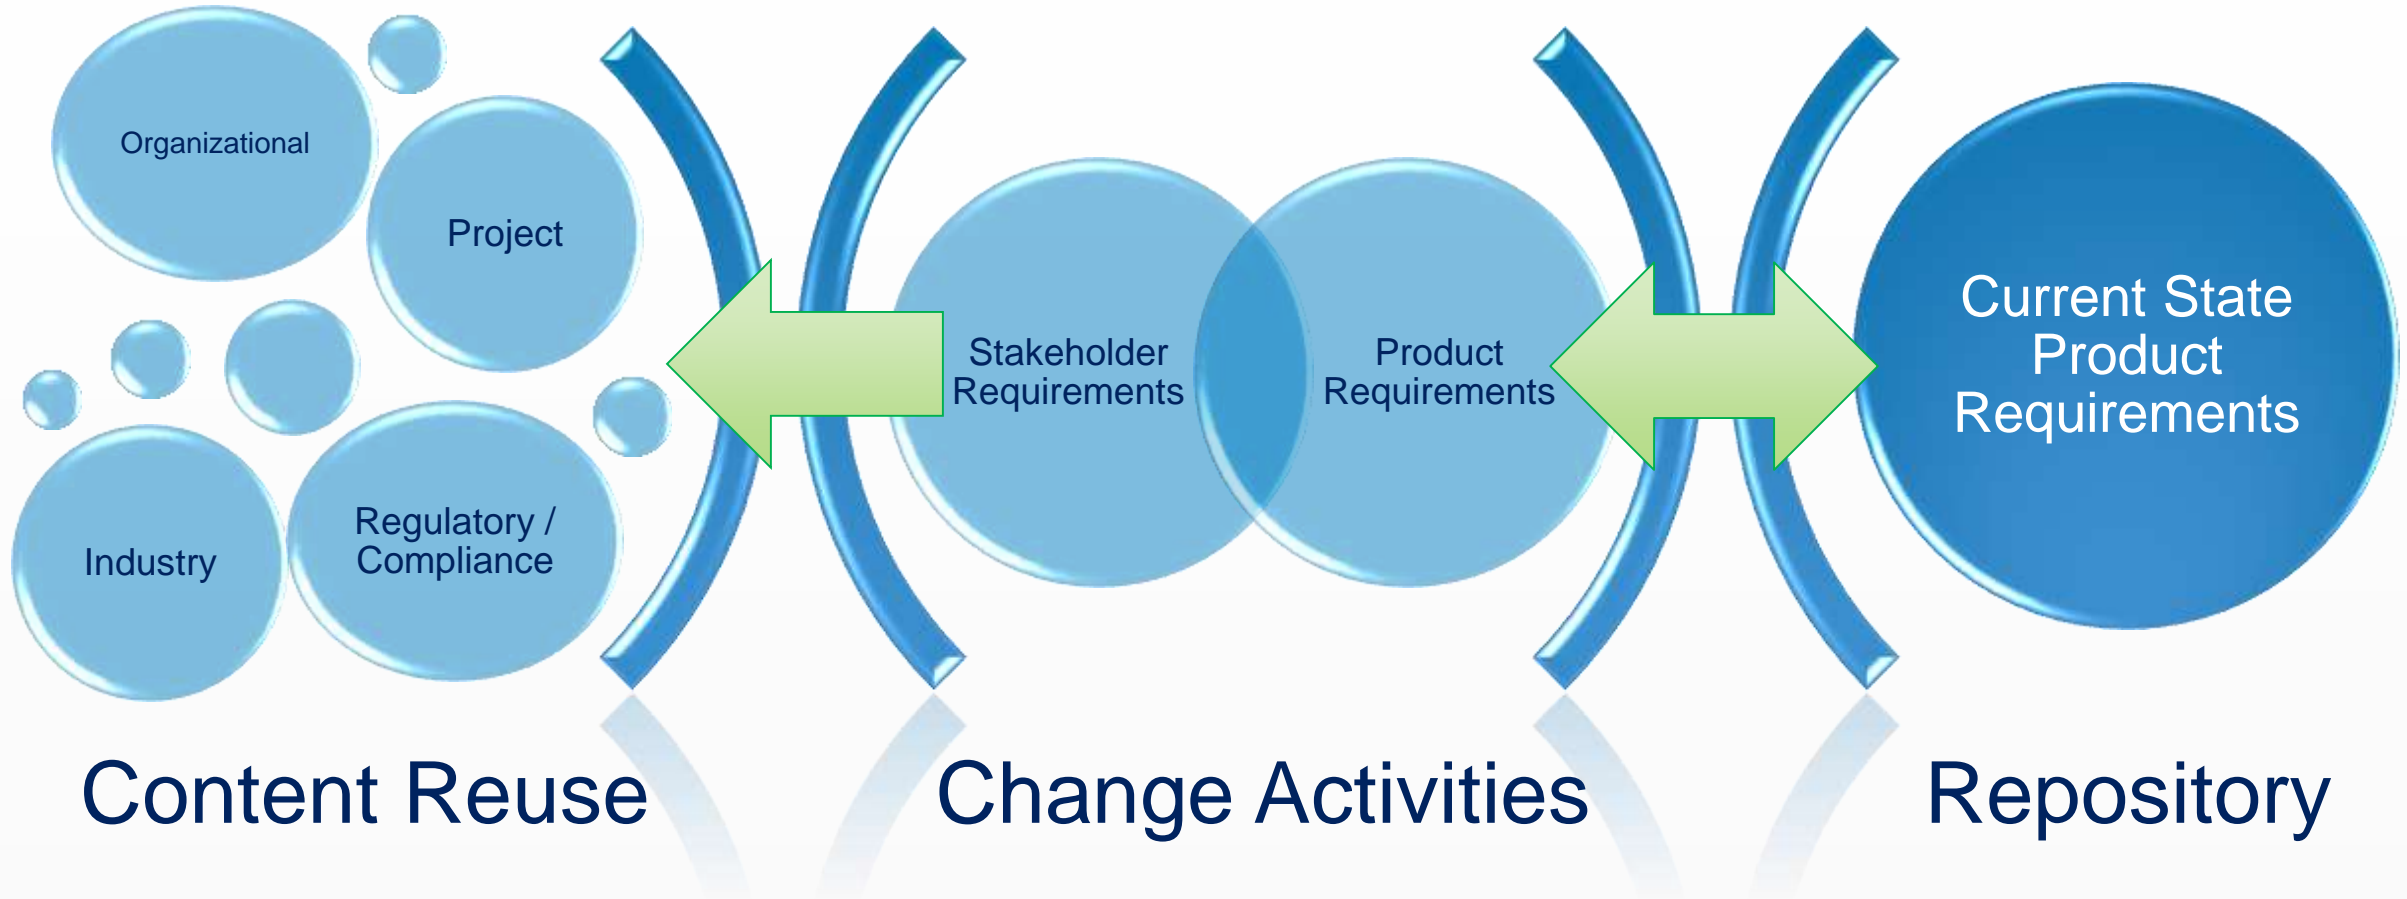 Organizational
Project
Industry
Regulatory /
Compliance
Stakeholder
Requirements
Product
Requirements
Current State
Product
Requirements
Content Reuse
Change Activities
Repository